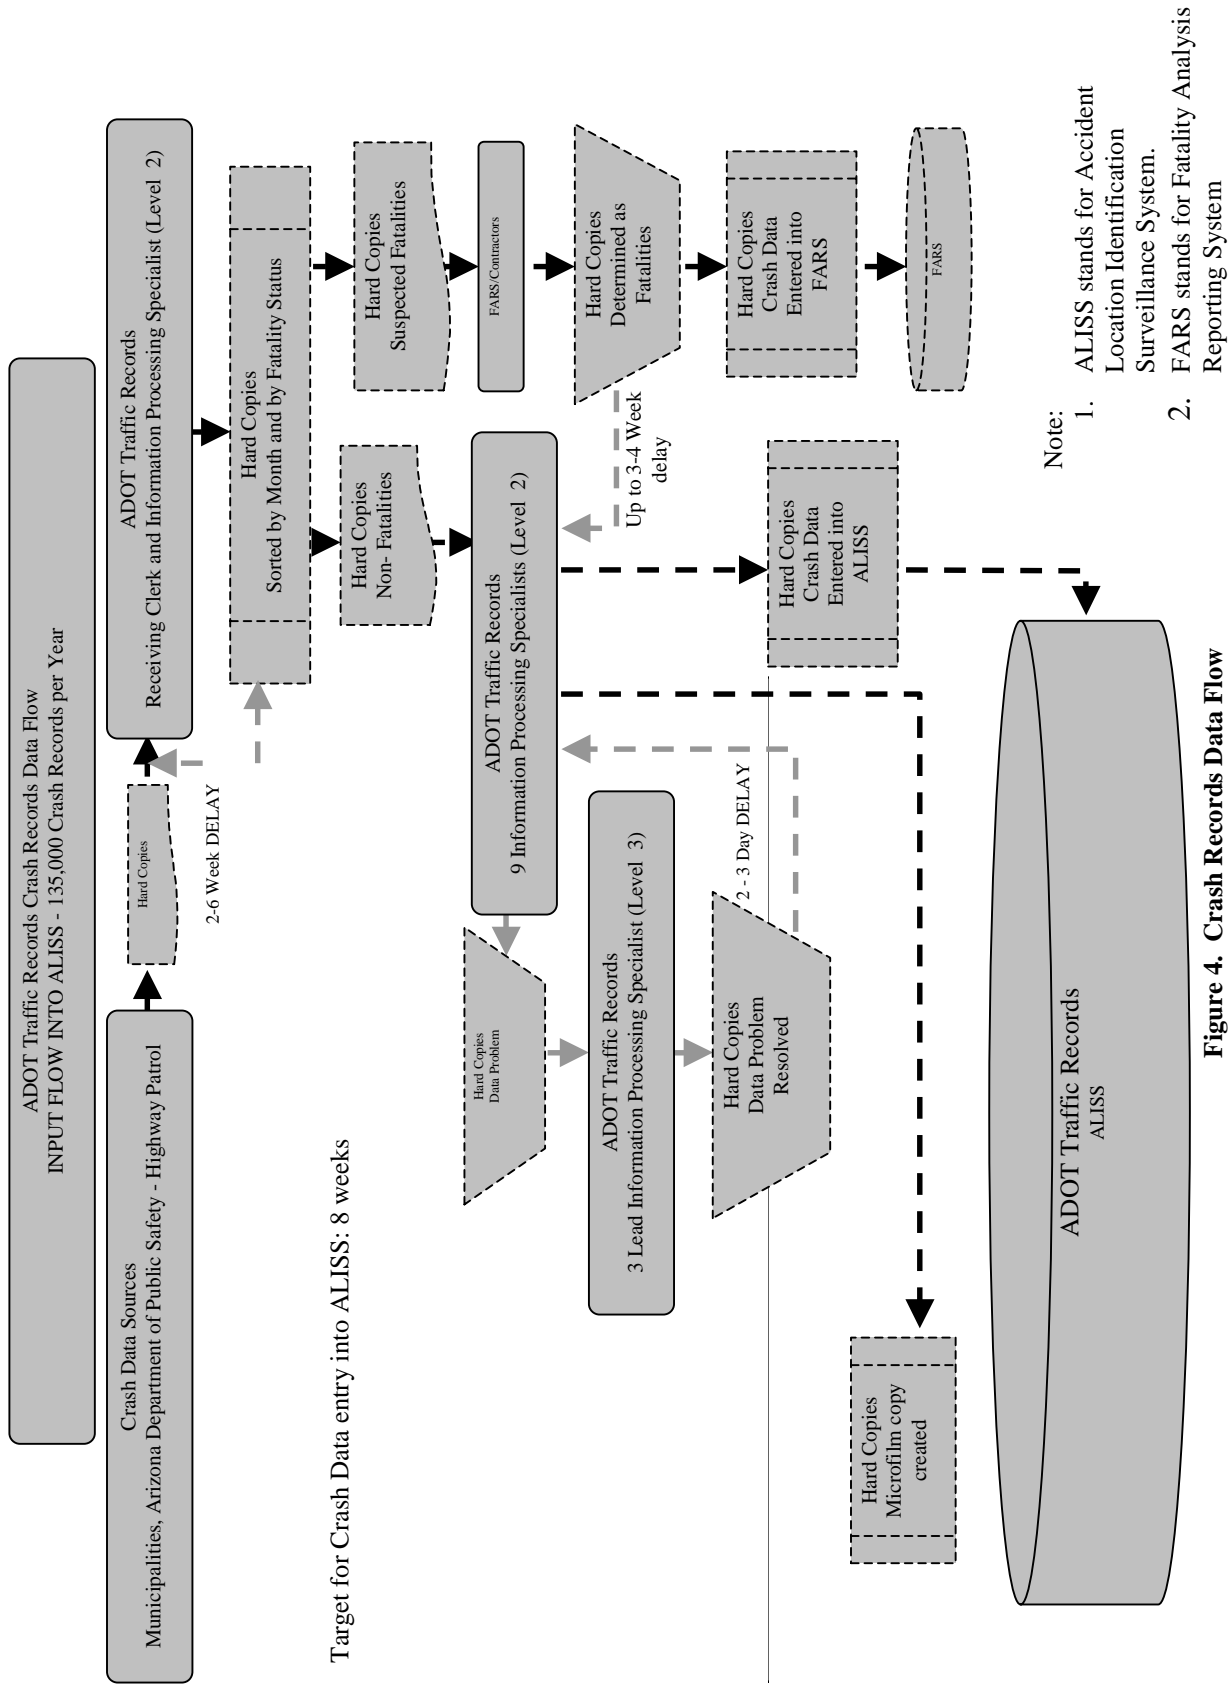 ADOT Traffic Records Crash Records Data Flow
INPUT FLOW INTO ALISS - 135,000 Crash Records per Year
Crash Data Sources
Municipalities, Arizona Department of Public Safety - Highway Patrol
Hard Copies
ADOT Traffic Records
Receiving Clerk and Information Processing Specialist (Level 2)
2-6 Week DELAY
Hard Copies
Sorted by Month and by Fatality Status
Target for Crash Data entry into ALISS: 8 weeks
Hard Copies
Non- Fatalities
Hard Copies
Suspected Fatalities
FARS/Contractors
ADOT Traffic Records
9 Information Processing Specialists (Level 2)
Hard Copies
Data Problem
Hard Copies
Determined as
Fatalities
Up to 3-4 Week
delay
ADOT Traffic Records
3 Lead Information Processing Specialist (Level 3)
Hard Copies
Data Problem
Resolved
2 - 3 Day DELAY
Hard Copies
Crash Data
Entered into
ALISS
Hard Copies
Crash Data
Entered into
FARS
Hard Copies
Microfilm copy
created
FARS
ADOT Traffic Records
ALISS
Note:
1. ALISS stands for Accident
Location Identification
Surveillance System.
2. FARS stands for Fatality Analysis
Reporting System
Figure 4. Crash Records Data Flow